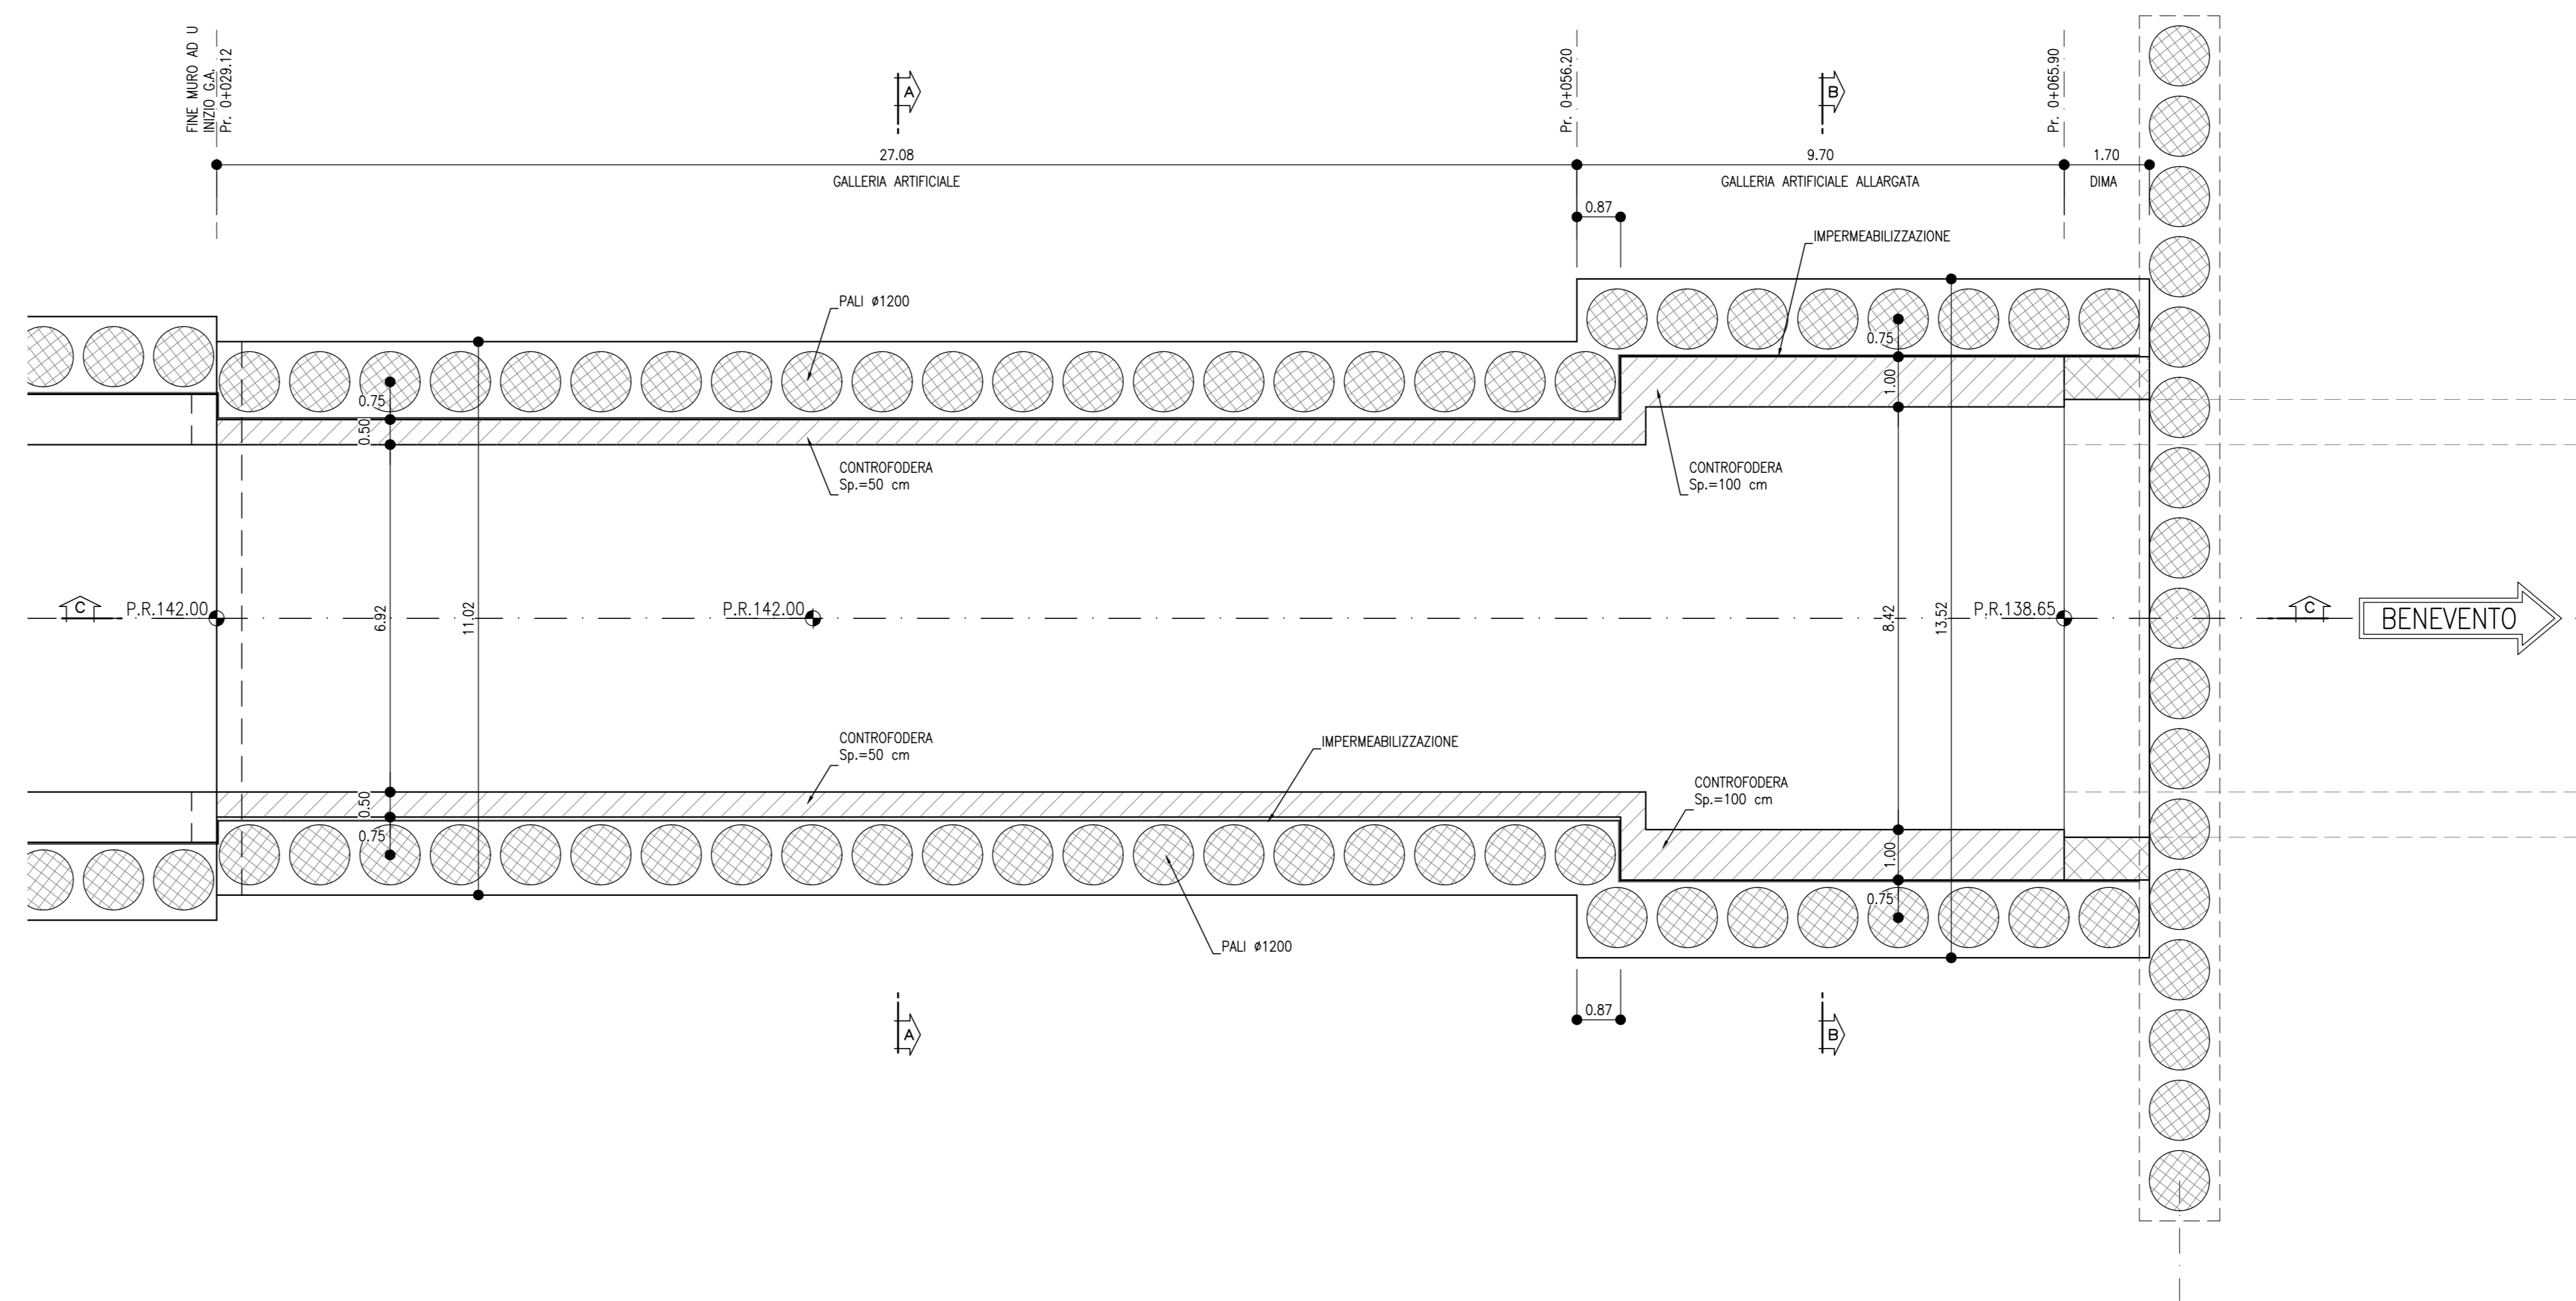 FINE MURO AD U
INIZIO G.A.
Pr. 0+029.12
Pr. 0+056.20
Pr. 0+065.90
A
B
27.08
9.70
1.70
GALLERIA ARTIFICIALE
GALLERIA ARTIFICIALE ALLARGATA
DIMA
0.87
IMPERMEABILIZZAZIONE
PALI ø1200
0.75
0.75
1.00
0.50
CONTROFODERA
Sp.=50 cm
CONTROFODERA
Sp.=100 cm
C
P.R.142.00
6.92
11.02
P.R.142.00
8.42
13.52
P.R.138.65
C
BENEVENTO
CONTROFODERA
Sp.=50 cm
IMPERMEABILIZZAZIONE
CONTROFODERA
Sp.=100 cm
0.50
0.75
1.00
0.75
PALI ø1200
0.87
A
B